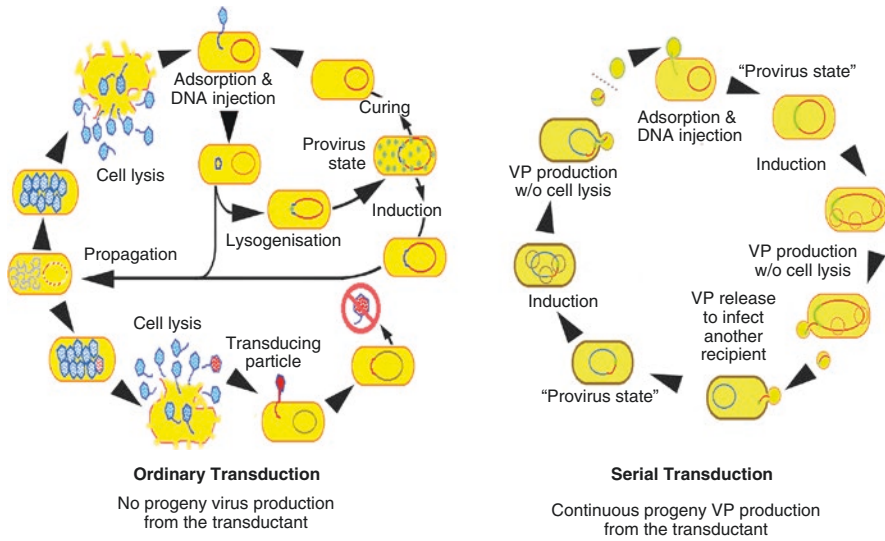 Adsorption &
DNA injection
Cell lysis
Curing
Provirus
state
Induction
Lysogenisation
Propagation
Cell lysis
Transducing
particle
Ordinary Transduction
No progeny virus production
from the transductant
"Provirus state"
Adsorption &
DNA injection
Induction
VP production
w/o cell lysis
VP production
w/o cell lysis
VP release
to infect
another
recipient
Induction
"Provirus state"
Serial Transduction
Continuous progeny VP production
from the transductant